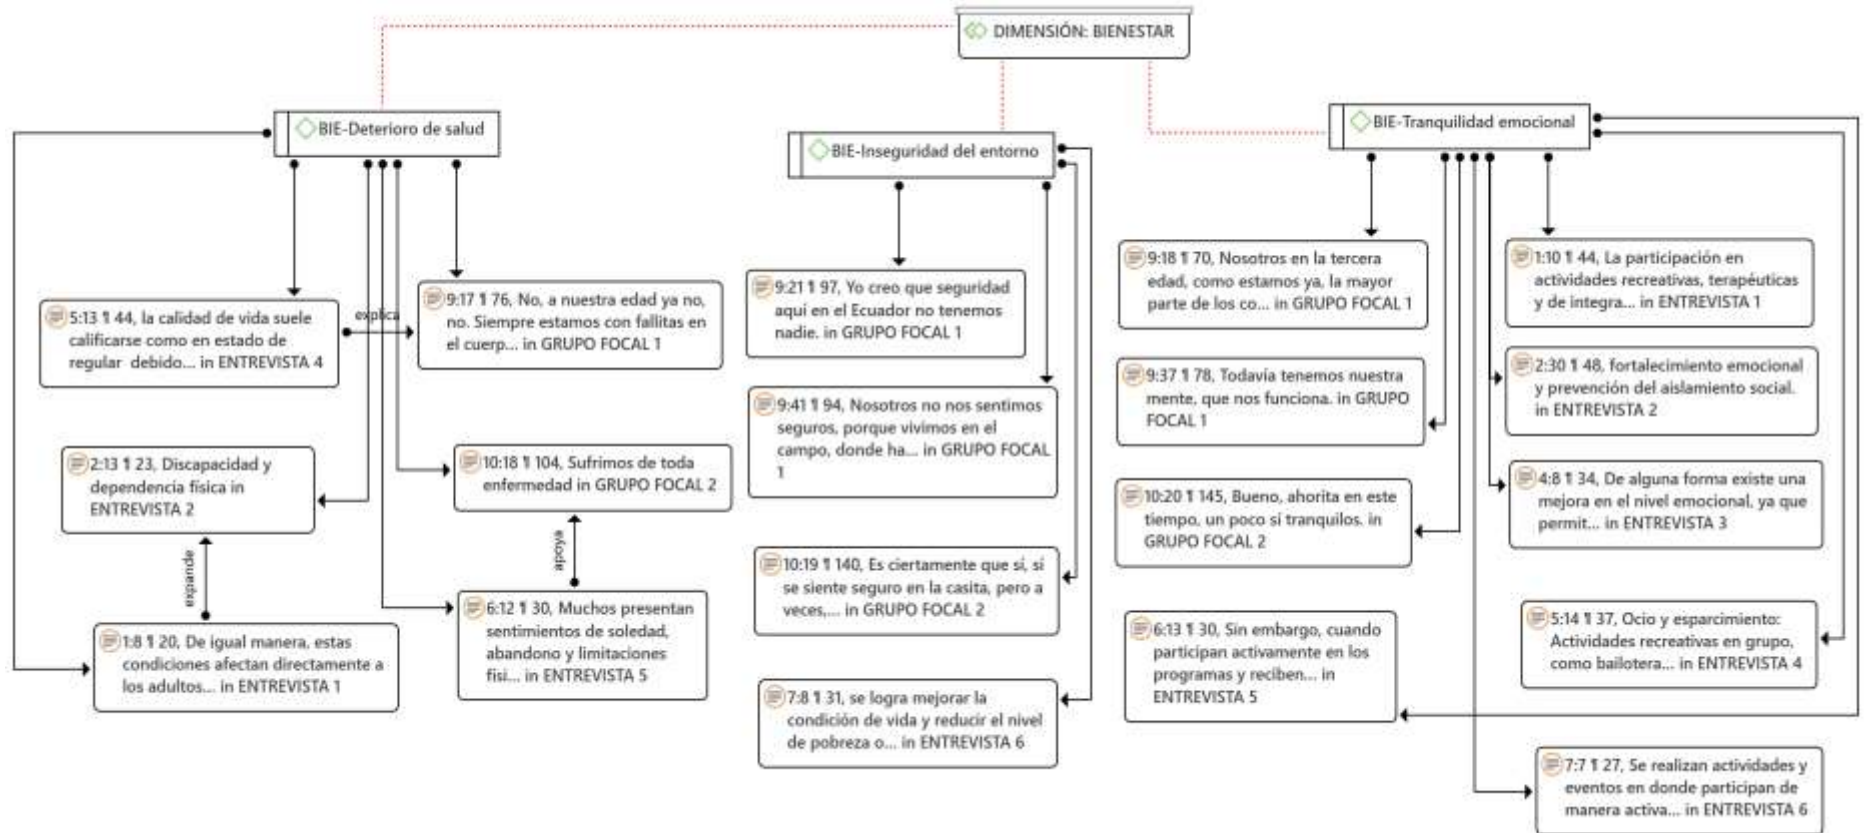 DIMENSIÓN: BIENESTAR
BIE-Deterioro de salud
5:13 ¶ 44, la calidad de vida suele
calificarse como en estado de
regular debido... in ENTREVISTA 4
explica
9:17 ¶ 76, No, a nuestra edad ya no,
no. Siempre estamos con fallitas en
el cuerp... in GRUPO FOCAL 1
2:13 ¶ 23, Discapacidad y
dependencia física in
ENTREVISTA 2
10:18 ¶ 104, Sufrimos de toda
enfermedad in GRUPO FOCAL 2
expande
apoya
1:8 ¶ 20, De igual manera, estas
condiciones afectan directamente a
los adultos... in ENTREVISTA 1
6:12 ¶ 30, Muchos presentan
sentimientos de soledad,
abandono y limitaciones
físi... in ENTREVISTA 5
BIE-Inseguridad del entorno
9:21 ¶ 97, Yo creo que seguridad
aquí en el Ecuador no tenemos
nadie. in GRUPO FOCAL 1
9:41 ¶ 94, Nosotros no nos sentimos
seguros, porque vivimos en el
campo, donde ha... in GRUPO FOCAL
1
10:19 ¶ 140, Es ciertamente que sí, sí
se siente seguro en la casita, pero a
veces,... in GRUPO FOCAL 2
7:8 ¶ 31, se logra mejorar la
condición de vida y reducir el nivel
de pobreza o... in ENTREVISTA 6
BIE-Tranquilidad emocional
9:18 ¶ 70, Nosotros en la tercera
edad, como estamos ya, la mayor
parte de los co... in GRUPO FOCAL 1
1:10 ¶ 44, La participación en
actividades recreativas, terapéuticas
y de integra... in ENTREVISTA 1
9:37 ¶ 78, Todavía tenemos nuestra
mente, que nos funciona. in GRUPO
FOCAL 1
2:30 ¶ 48, fortalecimiento emocional
y prevención del aislamiento social.
in ENTREVISTA 2
10:20 ¶ 145, Bueno, ahorita en este
tiempo, un poco si tranquilos. in
GRUPO FOCAL 2
4:8 ¶ 34, De alguna forma existe una
mejora en el nivel emocional, ya que
permit... in ENTREVISTA 3
6:13 ¶ 30, Sin embargo, cuando
participan activamente en los
programas y reciben... in
ENTREVISTA 5
5:14 ¶ 37, Ocio y esparcimiento:
Actividades recreativas en grupo,
como bailotera... in ENTREVISTA 4
7:7 ¶ 27, Se realizan actividades y
eventos en donde participan de
manera activa... in ENTREVISTA 6